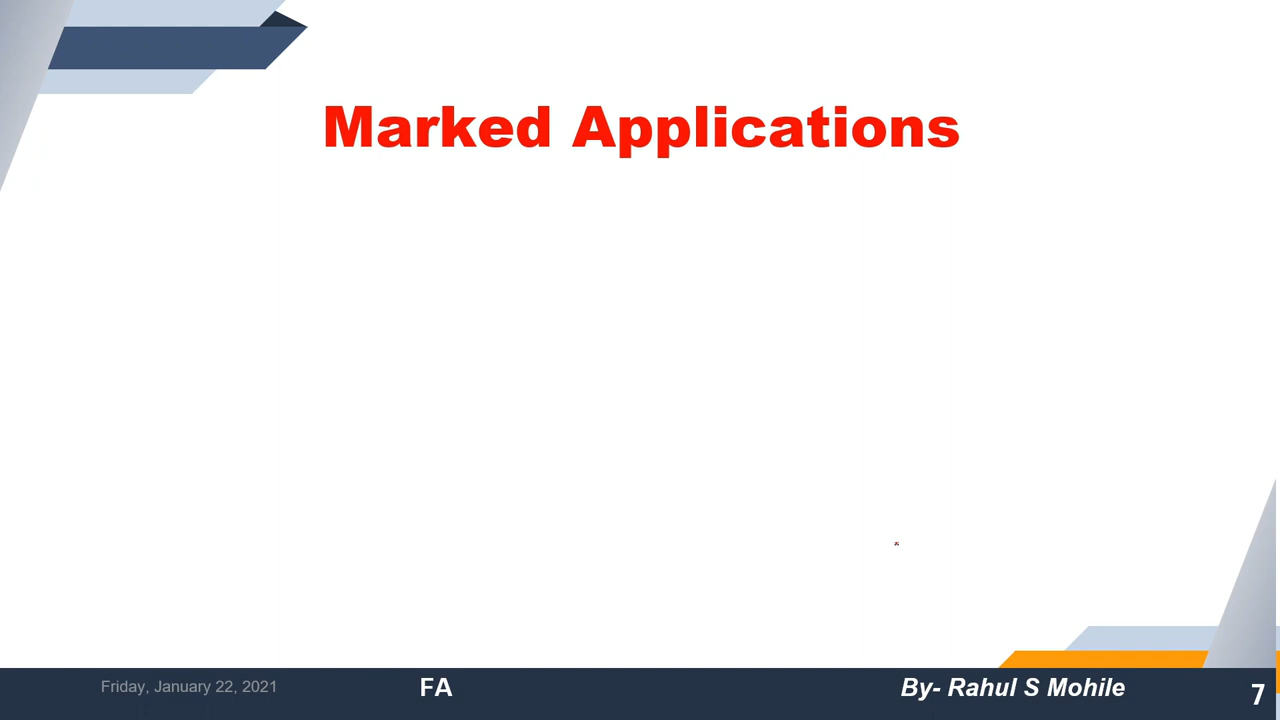 Marked Applications
Friday, January 22, 2021
FA
By- Rahul S Mohile
7